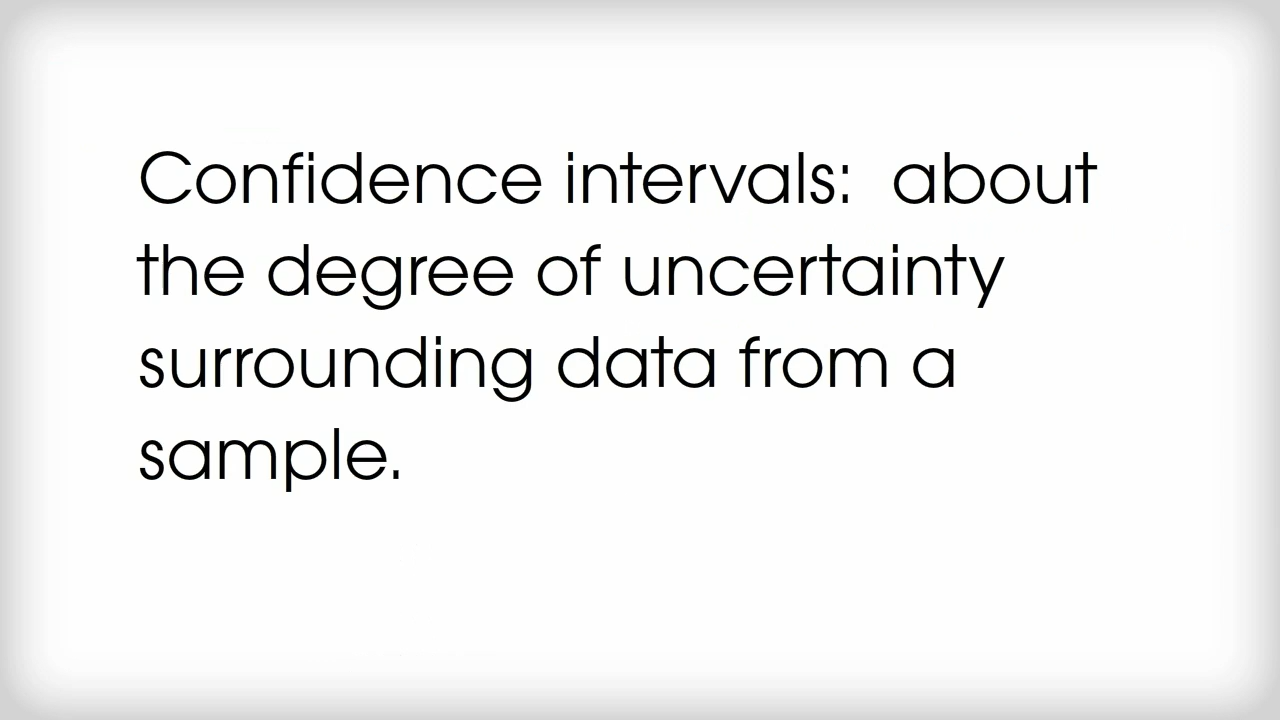 Confidence intervals:  about
the degree of uncertainty
surrounding data from a
sample.